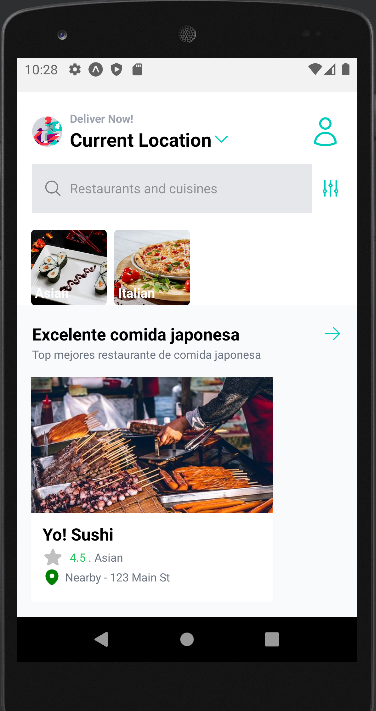 10:28
Deliver Now!
Current Location
Restaurants and cuisines
Asian
Italian
Excelente comida japonesa
Top mejores restaurante de comida japonesa
Yo! Sushi
4.5 . Asian
Nearby - 123 Main St